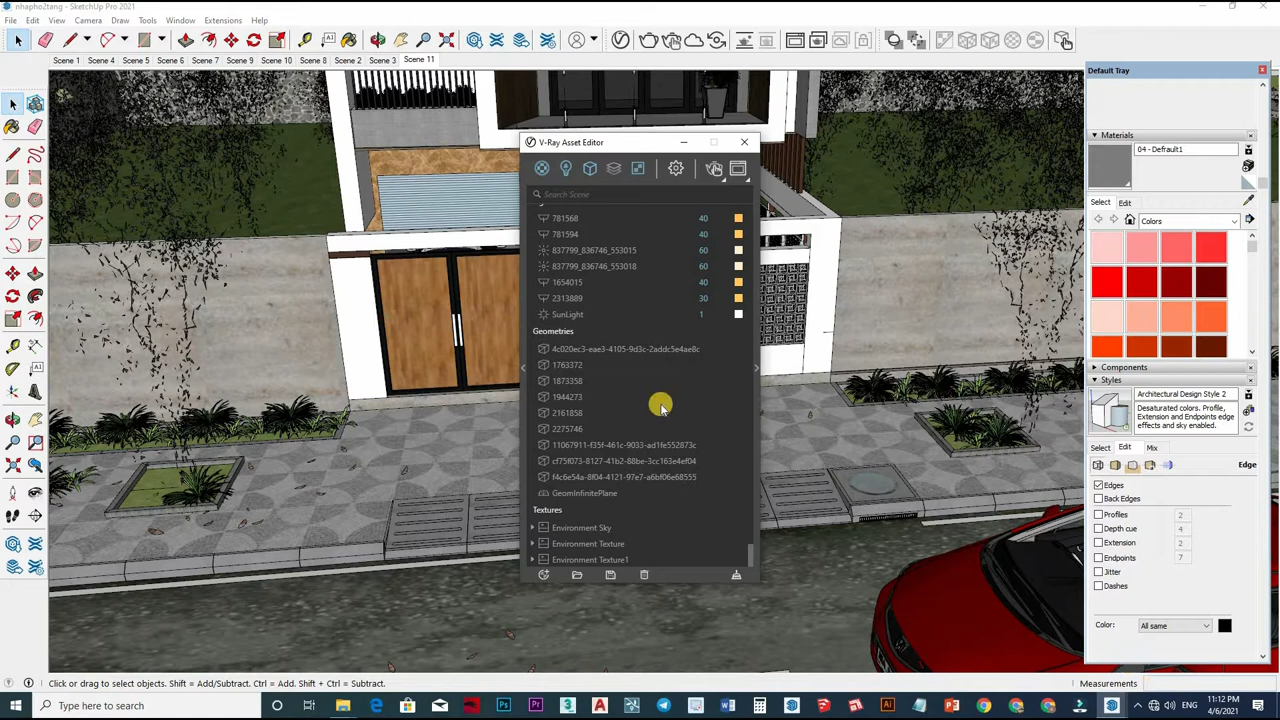 nhapho2tang - SketchUp Pro 2021
File Edit View Camera Draw Tools Window Extensions Help
Scene 1 Scene 4 Scene 5 Scene 6 Scene 7 Scene 9 Scene 10 Scene 8 Scene 2 Scene 3 Scene 11
V-Ray Asset Editor
Search Scene
781568 40
781594 40
837799_836746_553015 60
837799_836746_553018 60
1654015 40
2313889 30
SunLight 1
Geometries
4c020ec3-eae3-4105-9d3c-2addc5e4ae8c
1763372
1873358
1944273
2161858
2275746
11067911-f35f-461c-9033-ad1fe552873c
cf75f073-8127-41b2-88be-3cc163e4ef04
f4c6e54a-8f04-4121-97e7-a6bf06e68555
GeomInfinitePlane
Textures
Environment Sky
Environment Texture
Environment Texture1
Default Tray
Materials
04 - Default1
Select Edit
Colors
Components
Styles
Architectural Design Style 2
Desaturated colors. Profile,
Extension and Endpoints edge
effects and sky enabled.
Select Edit Mix
Edge
Edges
Back Edges
Profiles 2
Depth cue 4
Extension 2
Endpoints 7
Jitter
Dashes
Color: All same
Click or drag to select objects. Shift = Add/Subtract. Ctrl = Add. Shift + Ctrl = Subtract.
Measurements
Type here to search
11:12 PM
4/6/2021